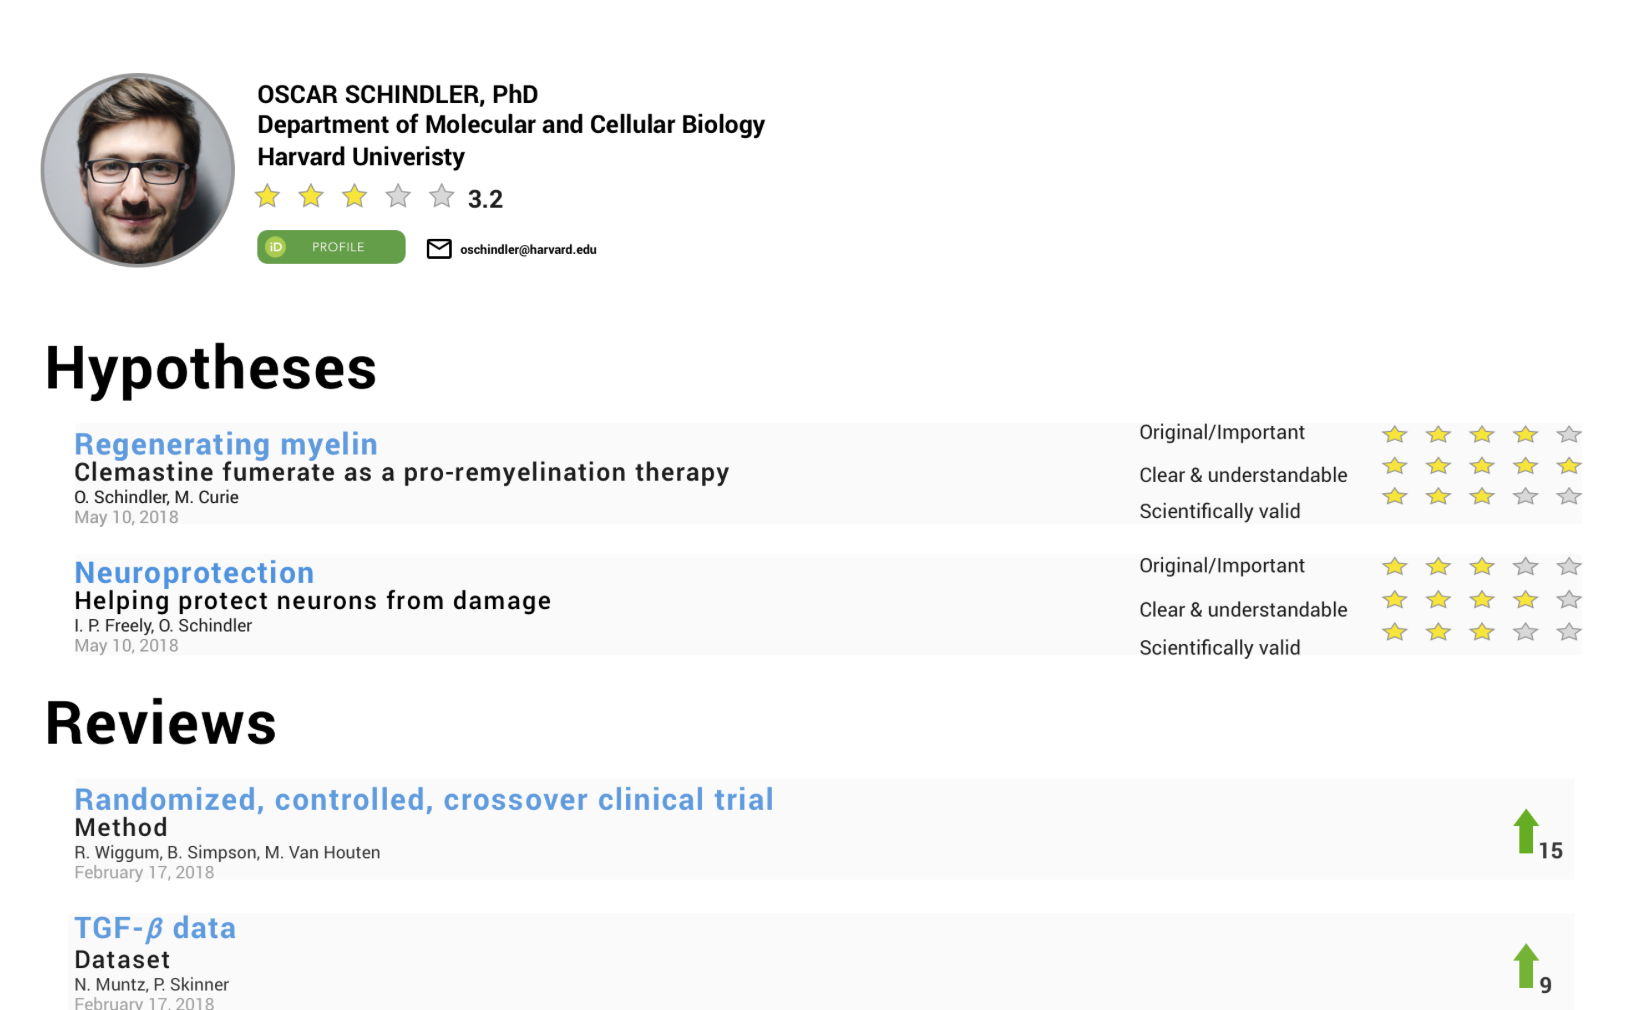 OSCAR SCHINDLER, PhD
Department of Molecular and Cellular Biology
Harvard Univeristy
3.2
iD PROFILE
oschindler@harvard.edu
Hypotheses
Regenerating myelin
Clemastine fumerate as a pro-remyelination therapy
O. Schindler, M. Curie
May 10, 2018
Original/Important
Clear & understandable
Scientifically valid
Neuroprotection
Helping protect neurons from damage
I. P. Freely, O. Schindler
May 10, 2018
Original/Important
Clear & understandable
Scientifically valid
Reviews
Randomized, controlled, crossover clinical trial
Method
R. Wiggum, B. Simpson, M. Van Houten
February 17, 2018
15
TGF-β data
Dataset
N. Muntz, P. Skinner
February 17, 2018
9